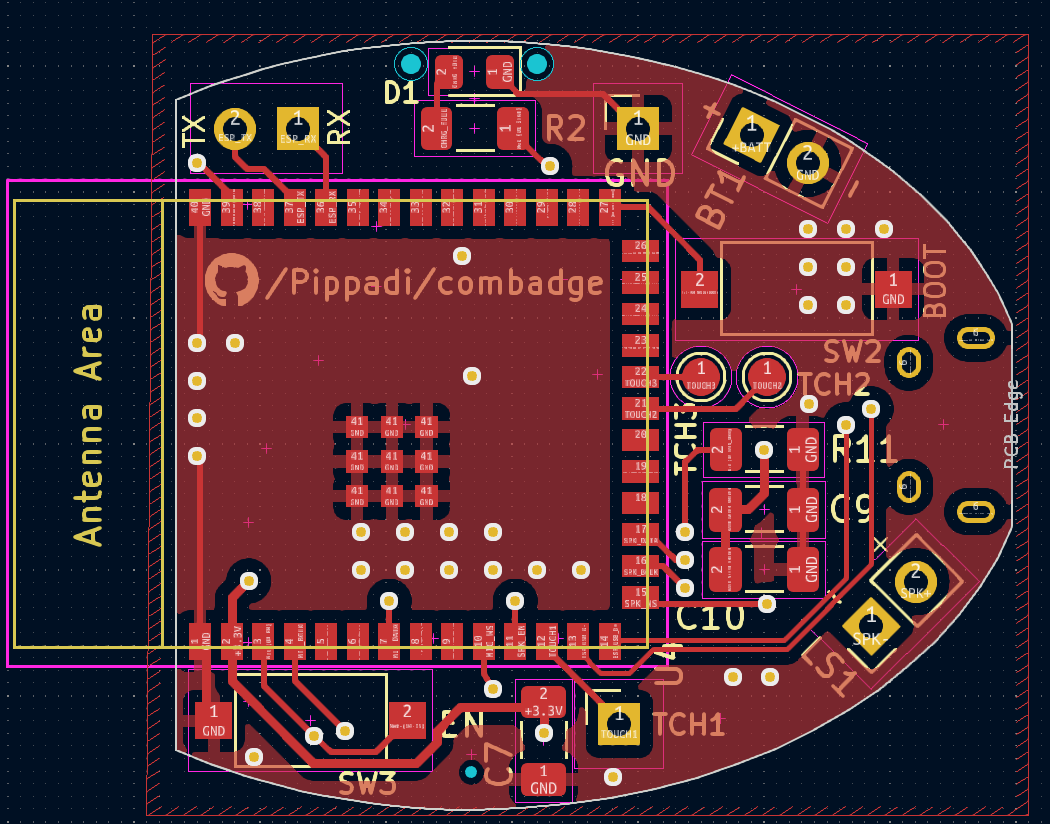 D1
R2
2
1
GND
2
1
TX
2
ESP_TX
1
ESP_RX
RX
1
GND
GND
+
1
+BATT
2
GND
BT1
-
40
GND
39
38
37
ESP_TX
36
ESP_RX
35
34
33
32
31
30
29
28
27
26
25
24
23
22
TOUCH3
21
TOUCH2
20
19
18
17
16
15
/Pippadi/combadge
Antenna Area
2
1
GND
BOOT
SW2
1
TOUCH3
1
TOUCH2
TCH2
TCH3
PCB Edge
41
GND
41
GND
41
GND
41
GND
41
GND
41
GND
41
GND
41
GND
41
GND
2
1
GND
R11
2
1
GND
C9
2
1
GND
C10
2
SPK+
1
SPK-
LS1
1
GND
2
+3.3V
3
4
5
6
7
8
9
10
11
SPK_EN
12
TOUCH1
13
14
U4
1
GND
2
EN
SW3
2
+3.3V
1
GND
C7
1
TOUCH1
TCH1